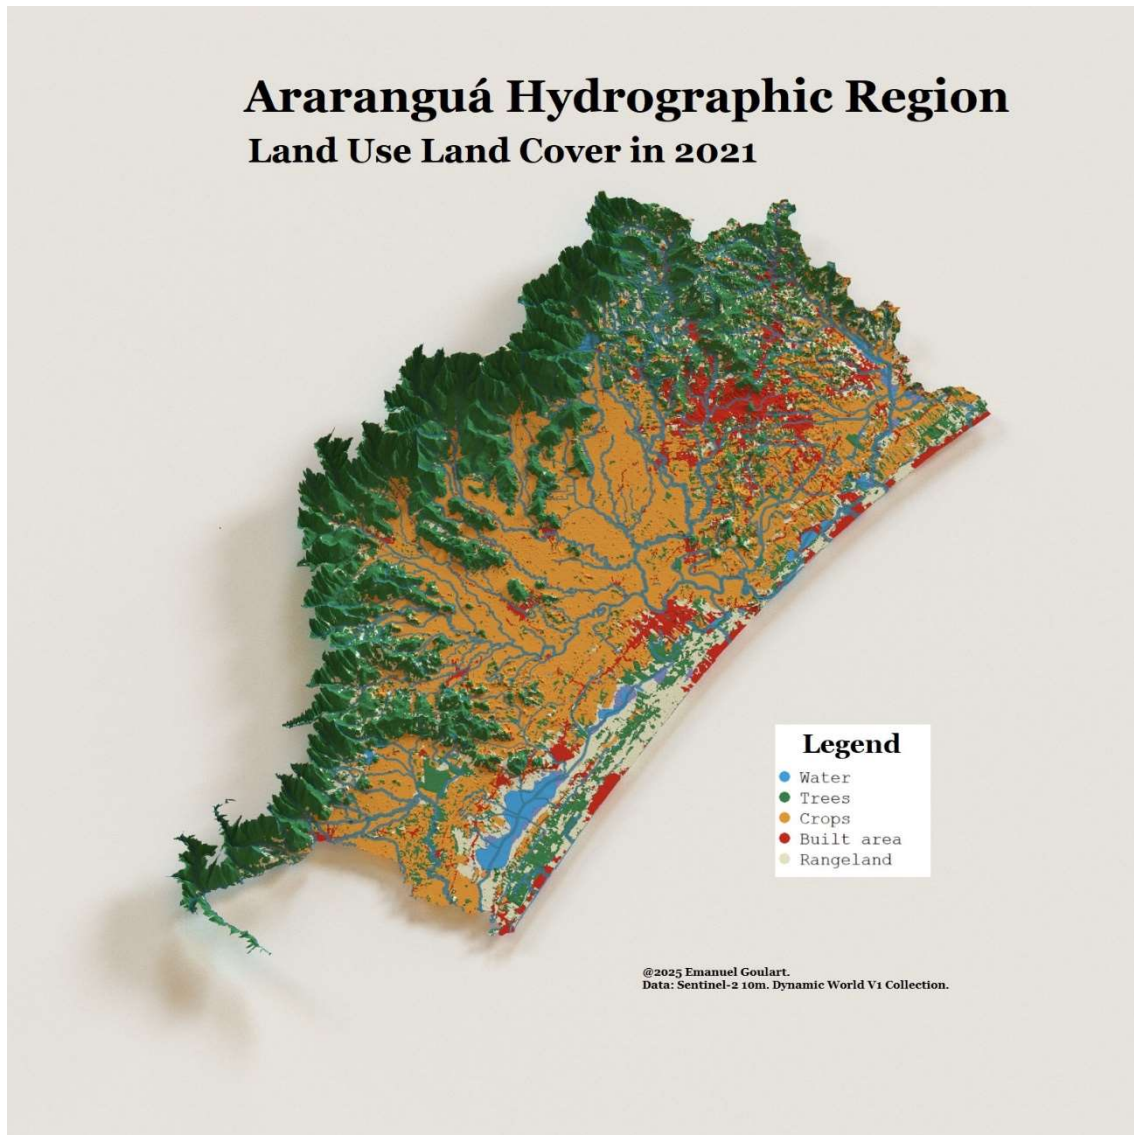 Araranguá Hydrographic Region
Land Use Land Cover in 2021
Legend
Water
Trees
Crops
Built area
Rangeland
@2025 Emanuel Goulart.
Data: Sentinel-2 10m. Dynamic World V1 Collection.